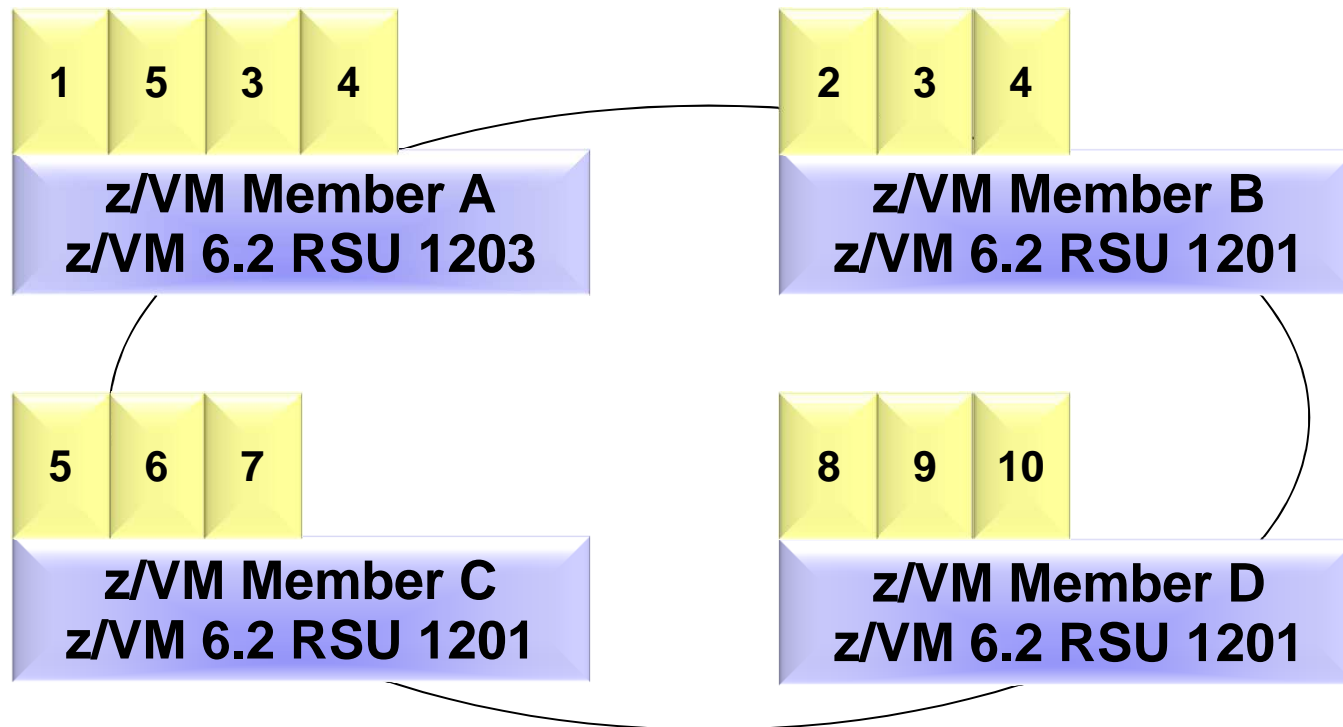 1 5 3 4
z/VM Member A
z/VM 6.2 RSU 1203
2 3 4
z/VM Member B
z/VM 6.2 RSU 1201
5 6 7
z/VM Member C
z/VM 6.2 RSU 1201
8 9 10
z/VM Member D
z/VM 6.2 RSU 1201